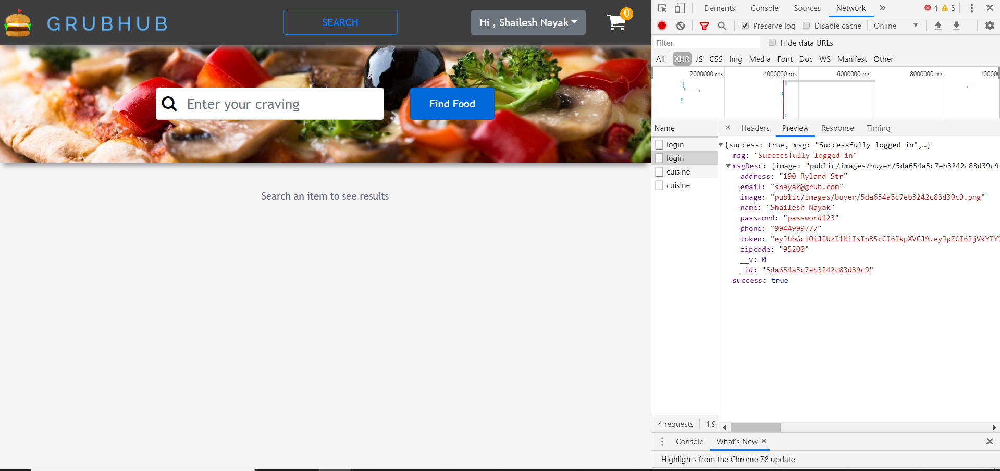 GRUBHUB
SEARCH
Hi , Shailesh Nayak
0
Enter your craving
Find Food
Search an item to see results
Elements Console Sources Network 4 5
Preserve log Disable cache Online
Filter Hide data URLs
All XHR JS CSS Img Media Font Doc WS Manifest Other
2000000 ms 4000000 ms 6000000 ms 8000000 ms 10000
Name
login
login
cuisine
cuisine
4 requests 1.9
× Headers Preview Response Timing
{success: true, msg: "Successfully logged in",…}
msg: "Successfully logged in"
msgDesc: {image: "public/images/buyer/5da654a5c7eb3242c83d39c9
address: "190 Ryland Str"
email: "snayak@grub.com"
image: "public/images/buyer/5da654a5c7eb3242c83d39c9.png"
name: "Shailesh Nayak"
password: "password123"
phone: "9944999777"
token: "eyJhbGciOiJIUzI1NiIsInR5cCI6IkpXVCJ9.eyJpZCI6IjVkYTY1
zipcode: "95200"
__v: 0
_id: "5da654a5c7eb3242c83d39c9"
success: true
Console What's New ×
Highlights from the Chrome 78 update